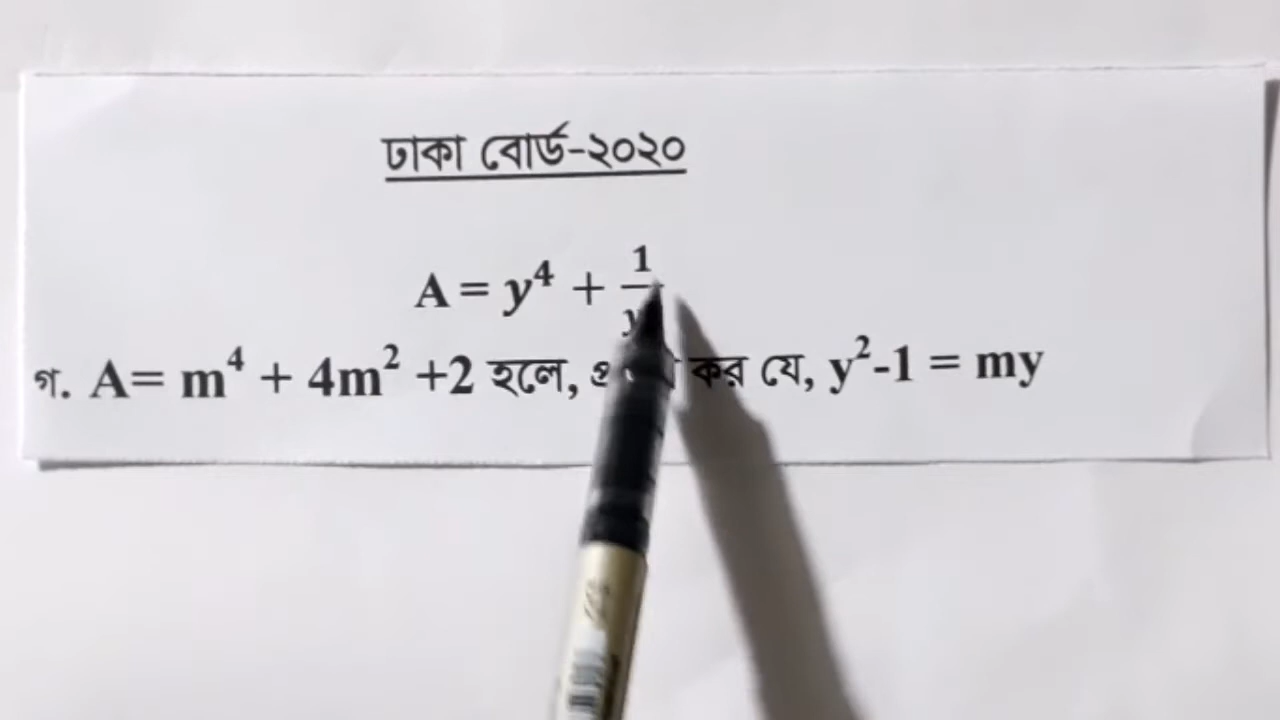 ঢাকা বোর্ড-২০২০
A = y⁴ + 1/y
গ. A= m⁴ + 4m² +2 হলে, কর যে, y²-1 = my